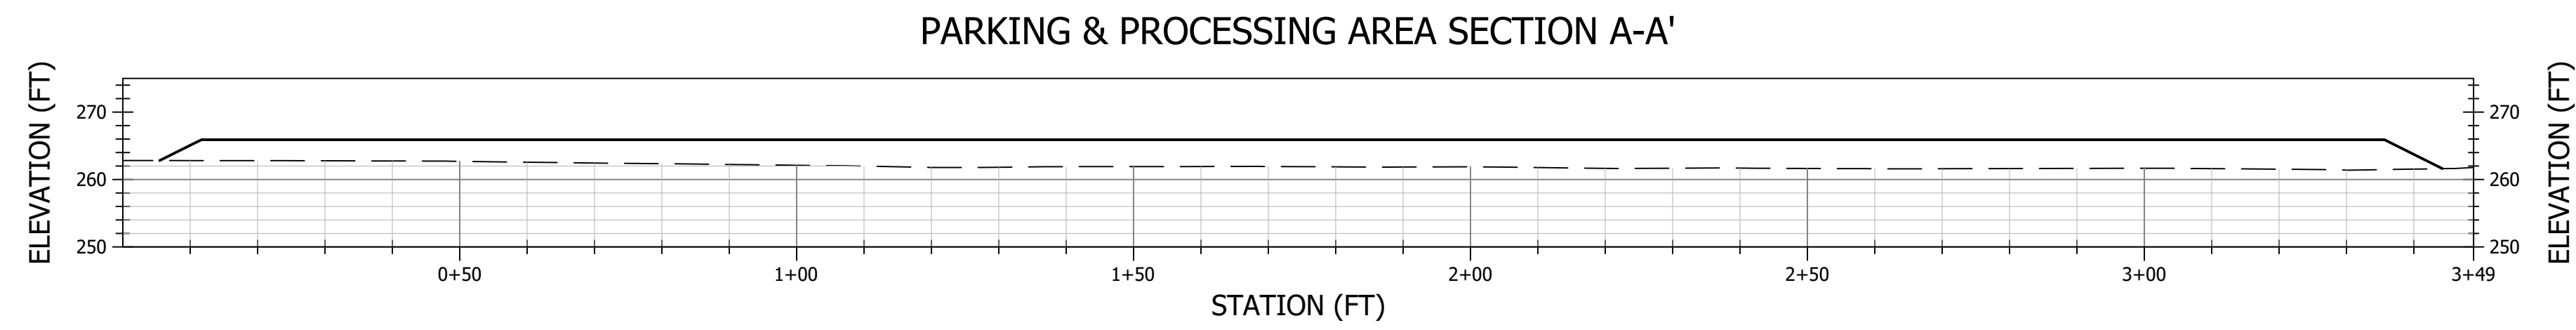 PARKING & PROCESSING AREA SECTION A-A'
ELEVATION (FT)
270
260
250
270
260
250
ELEVATION (FT)
0+50 1+00 1+50 2+00 2+50 3+00 3+49
STATION (FT)